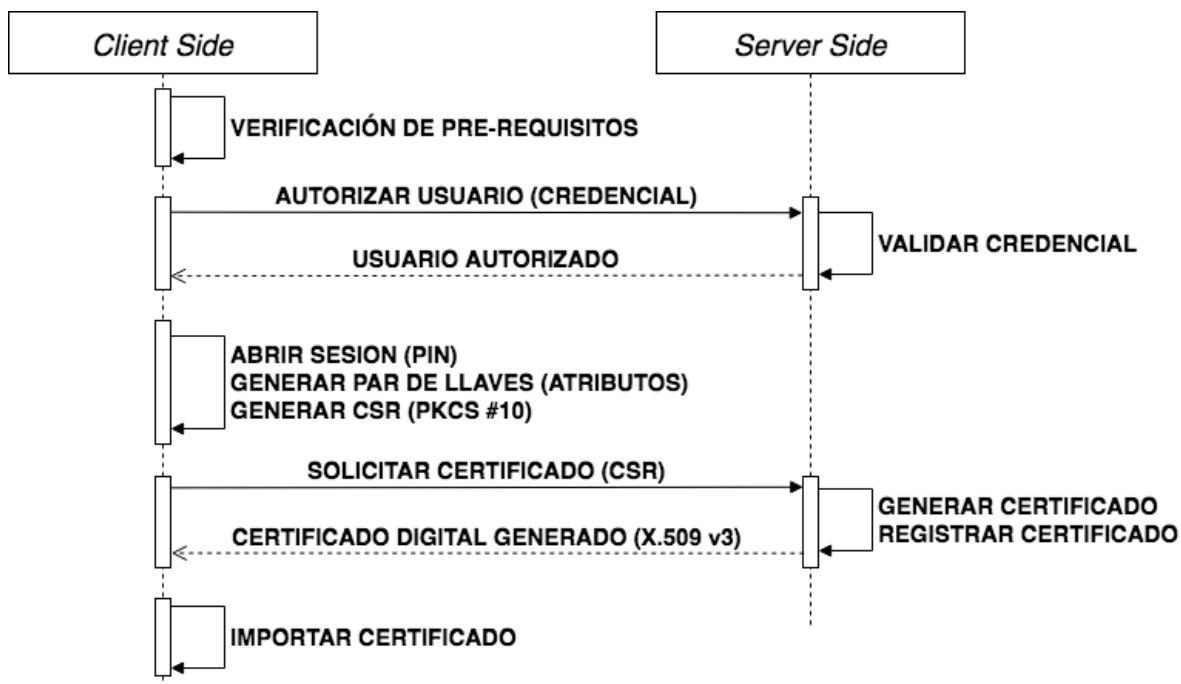 Client Side
Server Side
VERIFICACIÓN DE PRE-REQUISITOS
AUTORIZAR USUARIO (CREDENCIAL)
VALIDAR CREDENCIAL
USUARIO AUTORIZADO
ABRIR SESION (PIN)
GENERAR PAR DE LLAVES (ATRIBUTOS)
GENERAR CSR (PKCS #10)
SOLICITAR CERTIFICADO (CSR)
GENERAR CERTIFICADO
REGISTRAR CERTIFICADO
CERTIFICADO DIGITAL GENERADO (X.509 v3)
IMPORTAR CERTIFICADO